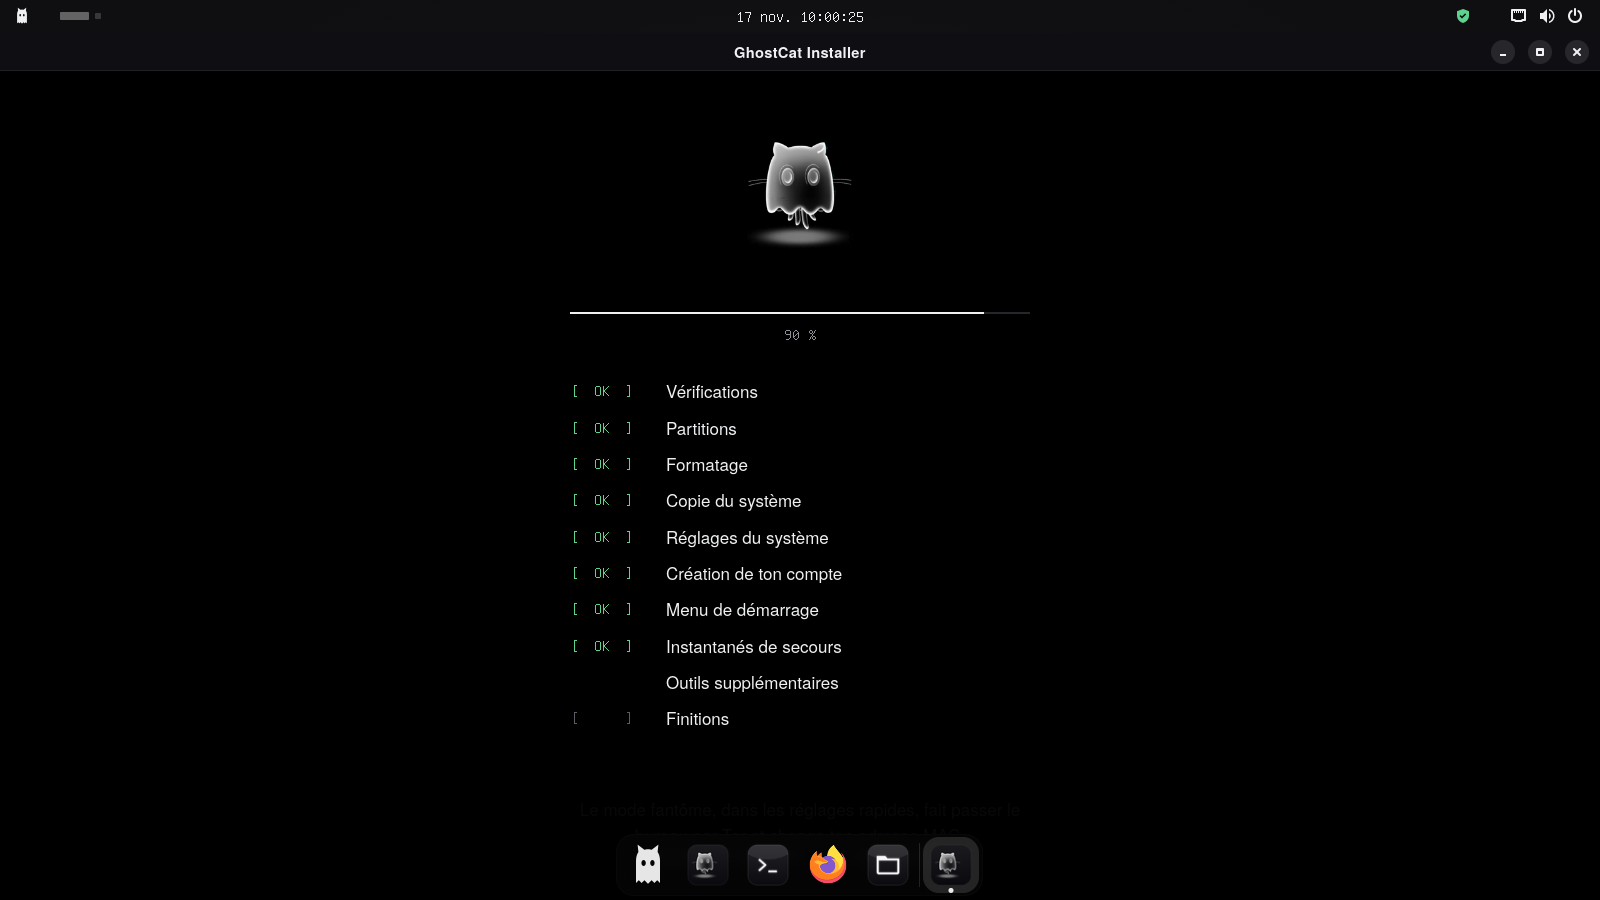 17 nov. 10:00:25
GhostCat Installer
90 %
[ OK ] Vérifications
[ OK ] Partitions
[ OK ] Formatage
[ OK ] Copie du système
[ OK ] Réglages du système
[ OK ] Création de ton compte
[ OK ] Menu de démarrage
[ OK ] Instantanés de secours
Outils supplémentaires
[ ] Finitions
Le mode fantôme, dans les réglages rapides, fait passer le